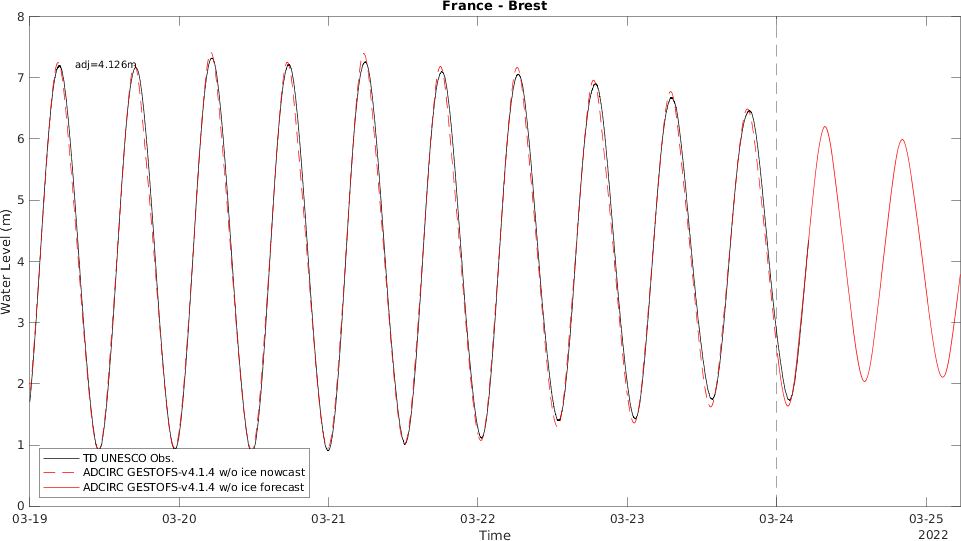 France - Brest
8
7
6
5
4
3
2
1
0
Water Level (m)
adj=4.126m
TD UNESCO Obs.
ADCIRC GESTOFS-v4.1.4 w/o ice nowcast
ADCIRC GESTOFS-v4.1.4 w/o ice forecast
03-19 03-20 03-21 03-22 03-23 03-24 03-25
Time
2022